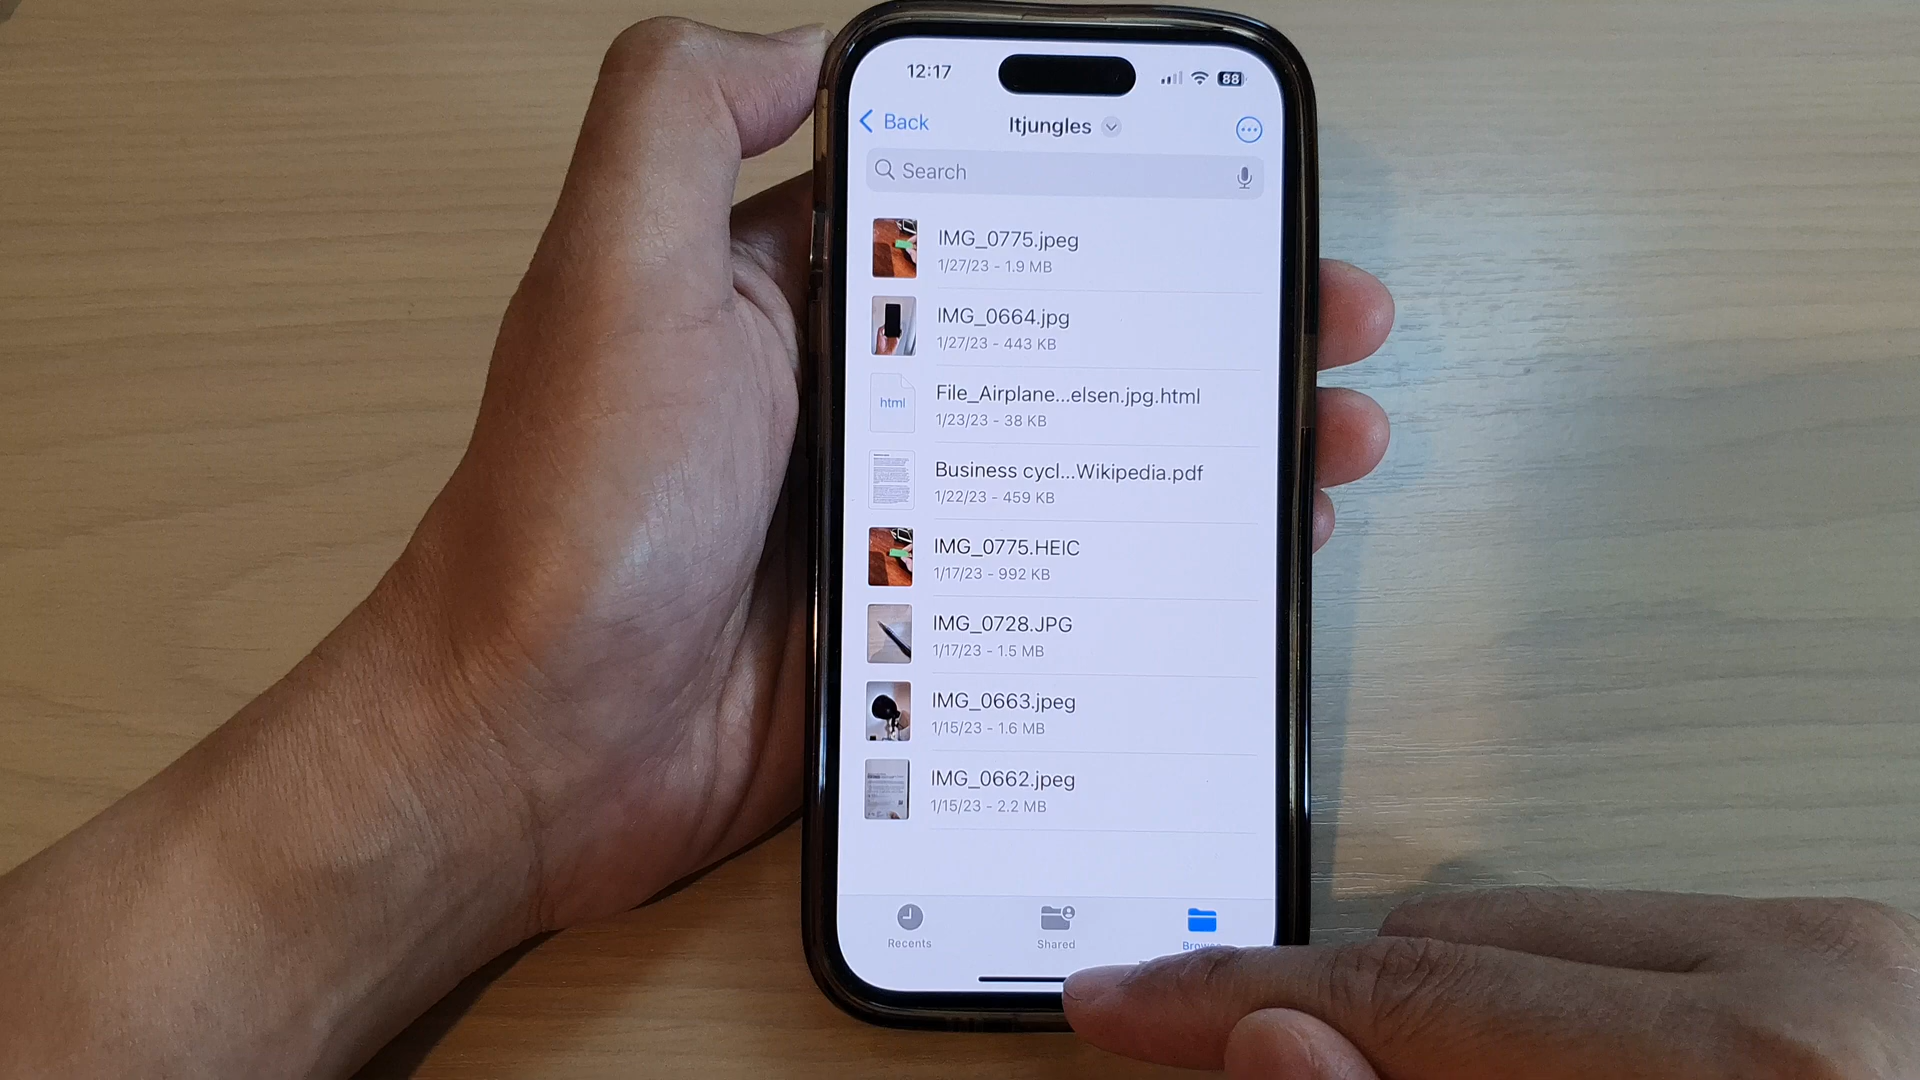 12:17
88
Back
Itjungles
Search
IMG_0775.jpeg
1/27/23 - 1.9 MB
IMG_0664.jpg
1/27/23 - 443 KB
html
File_Airplane...elsen.jpg.html
1/23/23 - 38 KB
Business cycl...Wikipedia.pdf
1/22/23 - 459 KB
IMG_0775.HEIC
1/17/23 - 992 KB
IMG_0728.JPG
1/17/23 - 1.5 MB
IMG_0663.jpeg
1/15/23 - 1.6 MB
IMG_0662.jpeg
1/15/23 - 2.2 MB
Recents
Shared
Browse